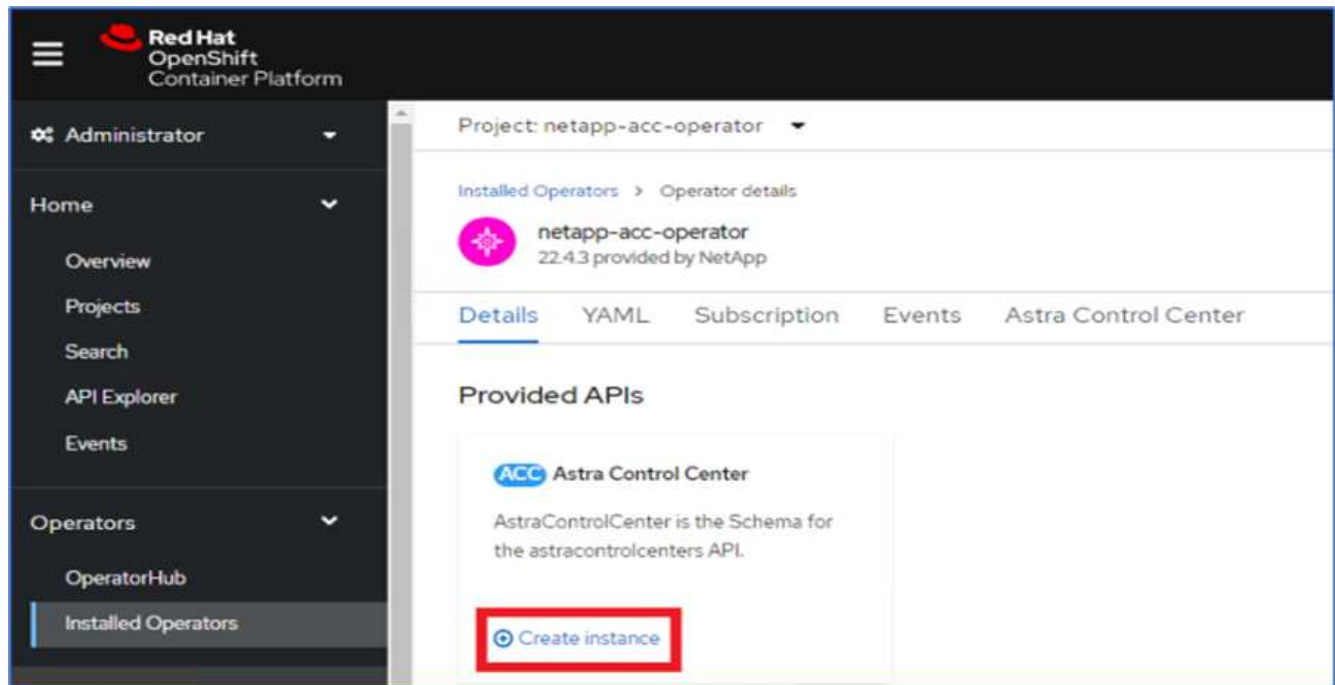 Red Hat
OpenShift
Container Platform
Administrator
Home
Overview
Projects
Search
API Explorer
Events
Operators
OperatorHub
Installed Operators
Project: netapp-acc-operator
Installed Operators > Operator details
netapp-acc-operator
22.4.3 provided by NetApp
Details YAML Subscription Events Astra Control Center
Provided APIs
ACC Astra Control Center
AstraControlCenter is the Schema for
the astracontrolcenters API.
Create instance